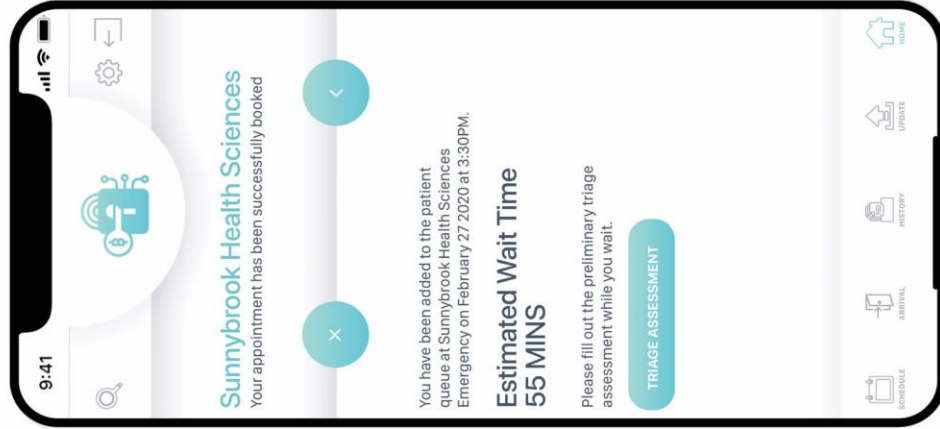 9:41
Sunnybrook Health Sciences
Your appointment has been successfully booked
You have been added to the patient
queue at Sunnybrook Health Sciences
Emergency on February 27 2020 at 3:30PM.
Estimated Wait Time
55 MINS
Please fill out the preliminary triage
assessment while you wait.
TRIAGE ASSESSMENT
SCHEDULE
ARRIVAL
HISTORY
UPDATE
HOME